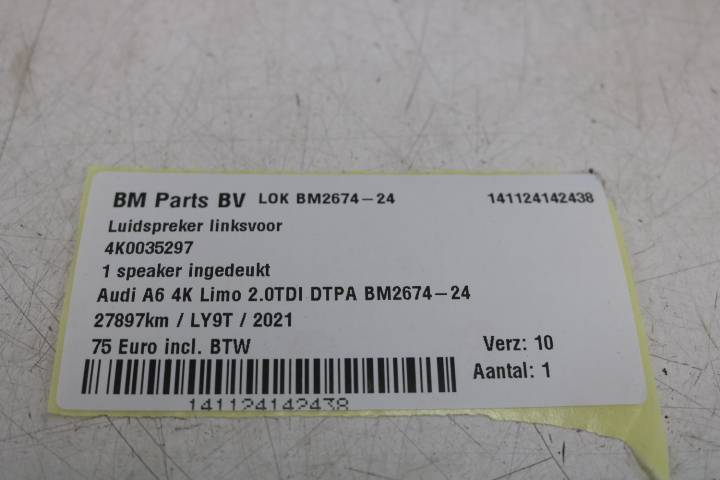 BM Parts BV LOK BM2674-24 141124142438
Luidspreker linksvoor
4K0035297
1 speaker ingedeukt
Audi A6 4K Limo 2.0TDI DTPA BM2674-24
27897km / LY9T / 2021
75 Euro incl. BTW Verz: 10
Aantal: 1
141124142438